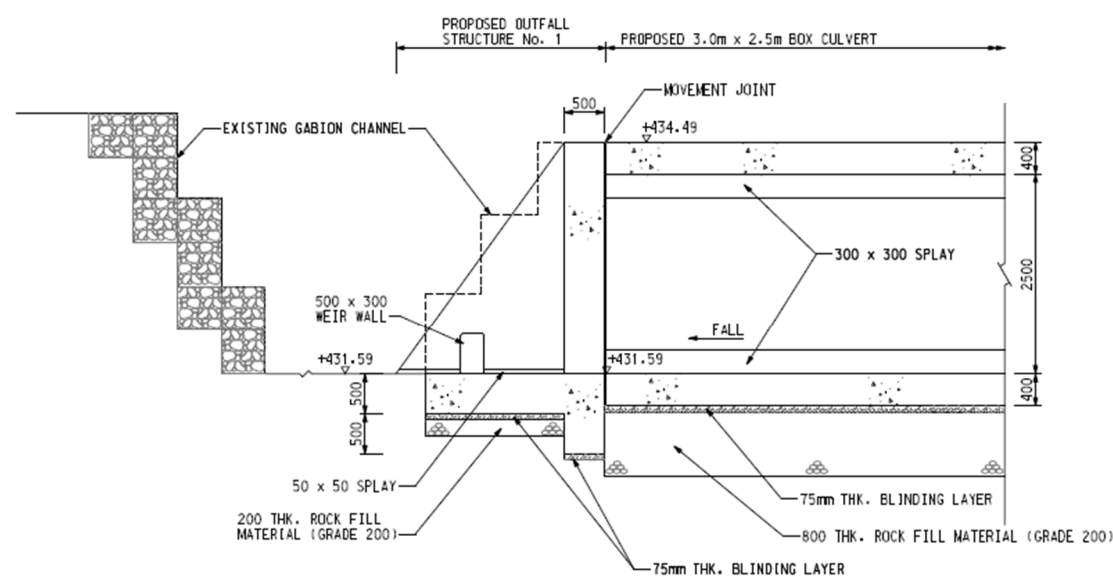 PROPOSED OUTFALL
STRUCTURE No. 1
PROPOSED 3.0m x 2.5m BOX CULVERT
MOVEMENT JOINT
500
+434.49
EXISTING GABION CHANNEL
400
300 x 300 SPLAY
2500
500 x 300
WEIR WALL
FALL
+431.59
+431.59
500
400
500
50 x 50 SPLAY
75mm THK. BLINDING LAYER
200 THK. ROCK FILL
MATERIAL (GRADE 200)
800 THK. ROCK FILL MATERIAL (GRADE 200)
75mm THK. BLINDING LAYER